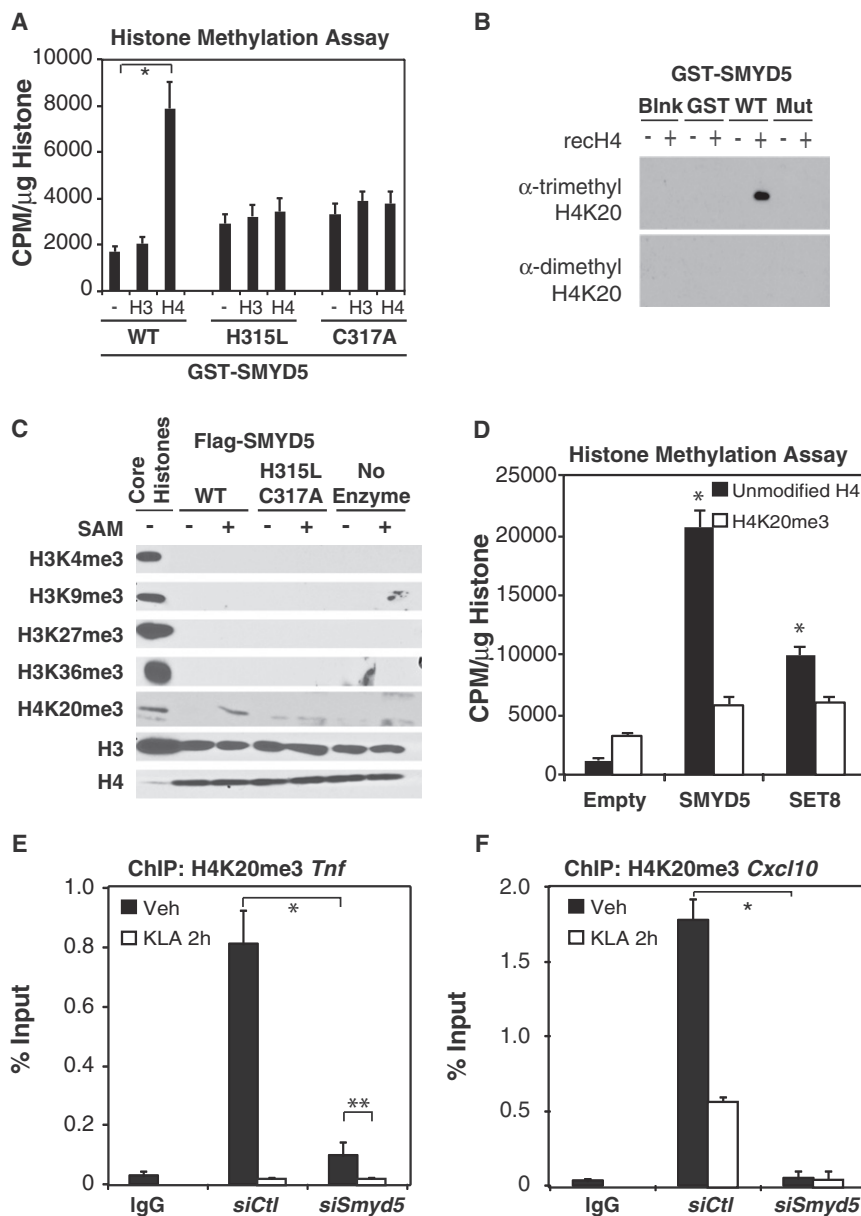 A
Histone Methylation Assay
10000
8000
6000
4000
2000
0
CPM/µg Histone
*
- H3 H4 - H3 H4 - H3 H4
WT H315L C317A
GST-SMYD5
B
GST-SMYD5
Blnk GST WT Mut
recH4 - + - + - + - +
α-trimethyl
H4K20
α-dimethyl
H4K20
C
Core
Histones
Flag-SMYD5
WT
H315L
C317A
No
Enzyme
SAM - - + - + - +
H3K4me3
H3K9me3
H3K27me3
H3K36me3
H4K20me3
H3
H4
D
Histone Methylation Assay
25000
20000
15000
10000
5000
0
CPM/µg Histone
Unmodified H4
H4K20me3
*
*
Empty SMYD5 SET8
E
ChIP: H4K20me3 Tnf
1.0
0.8
0.6
0.4
0.2
0
% Input
Veh
KLA 2h
*
**
IgG siCtl siSmyd5
F
ChIP: H4K20me3 Cxcl10
2.0
1.5
1.0
0.5
0
% Input
Veh
KLA 2h
*
IgG siCtl siSmyd5